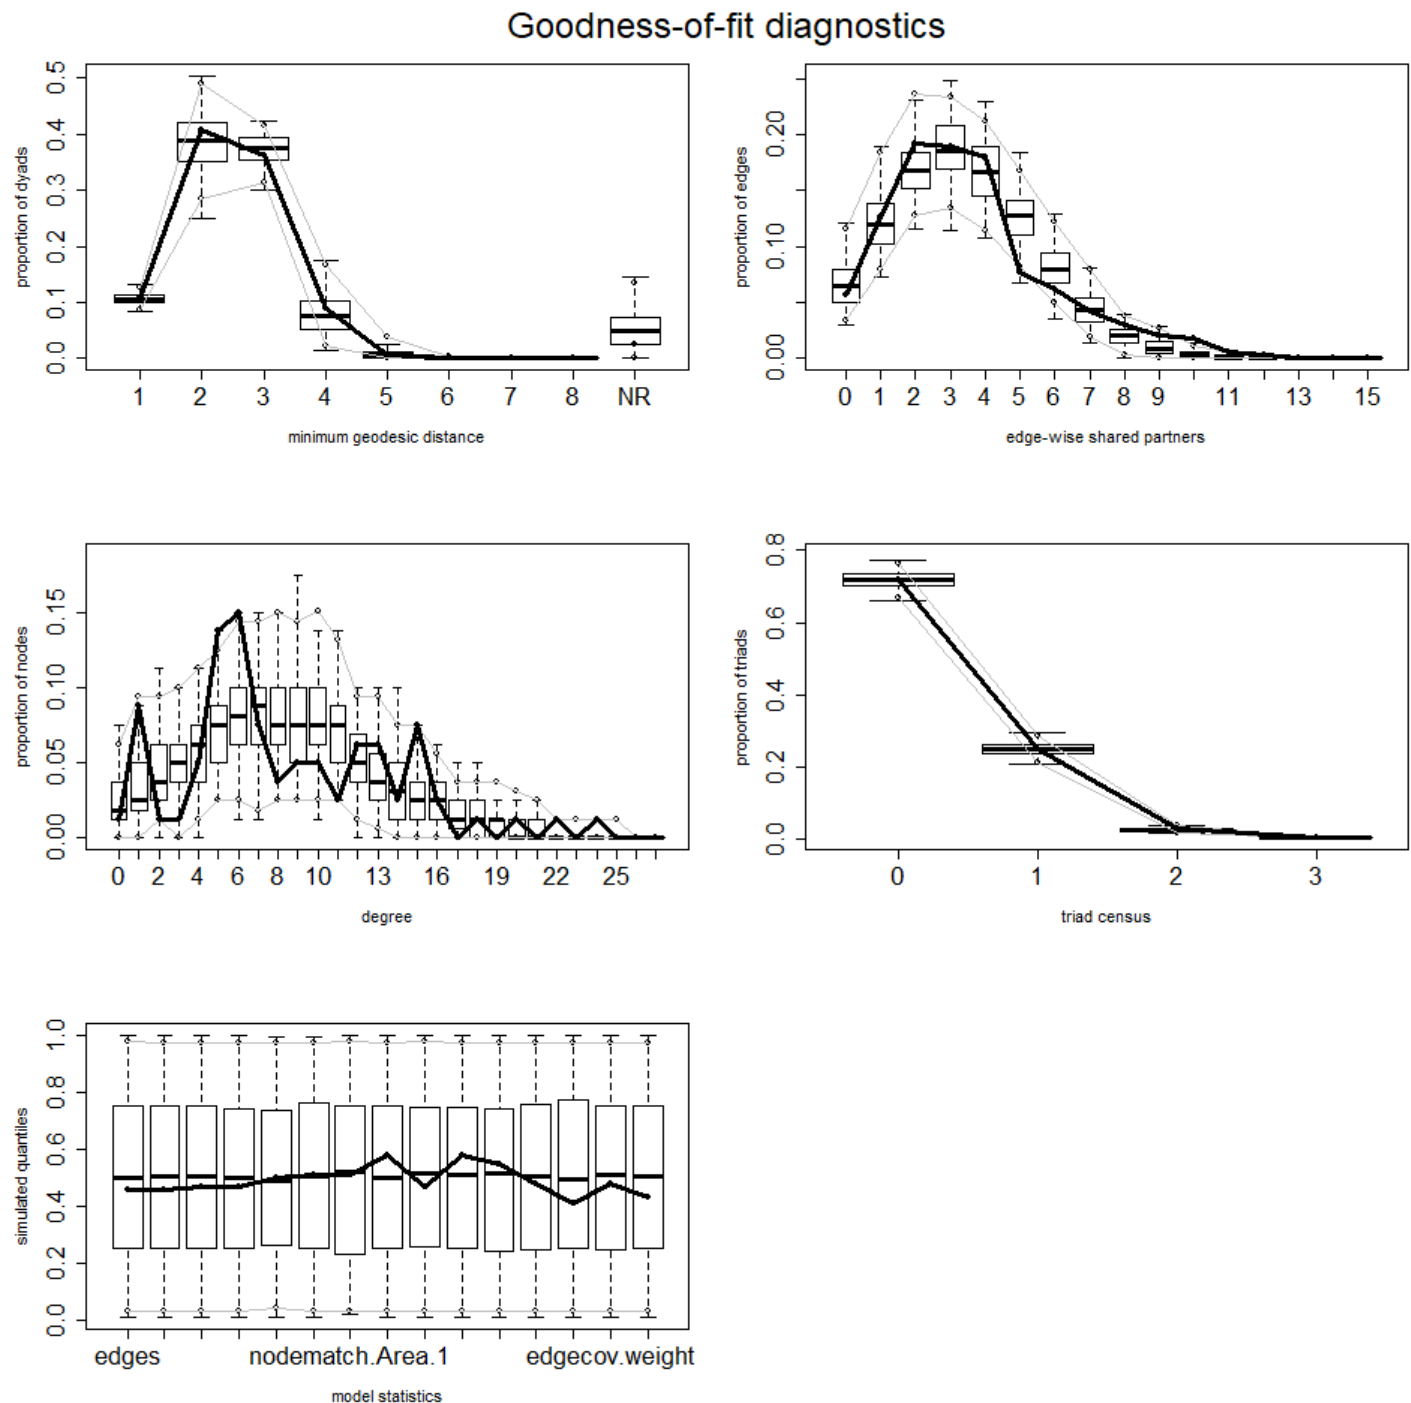 Goodness-of-fit diagnostics
proportion of dyads
0.0 0.1 0.2 0.3 0.4 0.5
1 2 3 4 5 6 7 8 NR
minimum geodesic distance
proportion of edges
0.00 0.10 0.20
0 1 2 3 4 5 6 7 8 9 11 13 15
edge-wise shared partners
proportion of nodes
0.00 0.05 0.10 0.15
0 2 4 6 8 10 13 16 19 22 25
degree
proportion of triads
0.0 0.2 0.4 0.6 0.8
0 1 2 3
triad census
simulated quantiles
0.0 0.2 0.4 0.6 0.8 1.0
edges nodematch.Area.1 edgecov.weight
model statistics